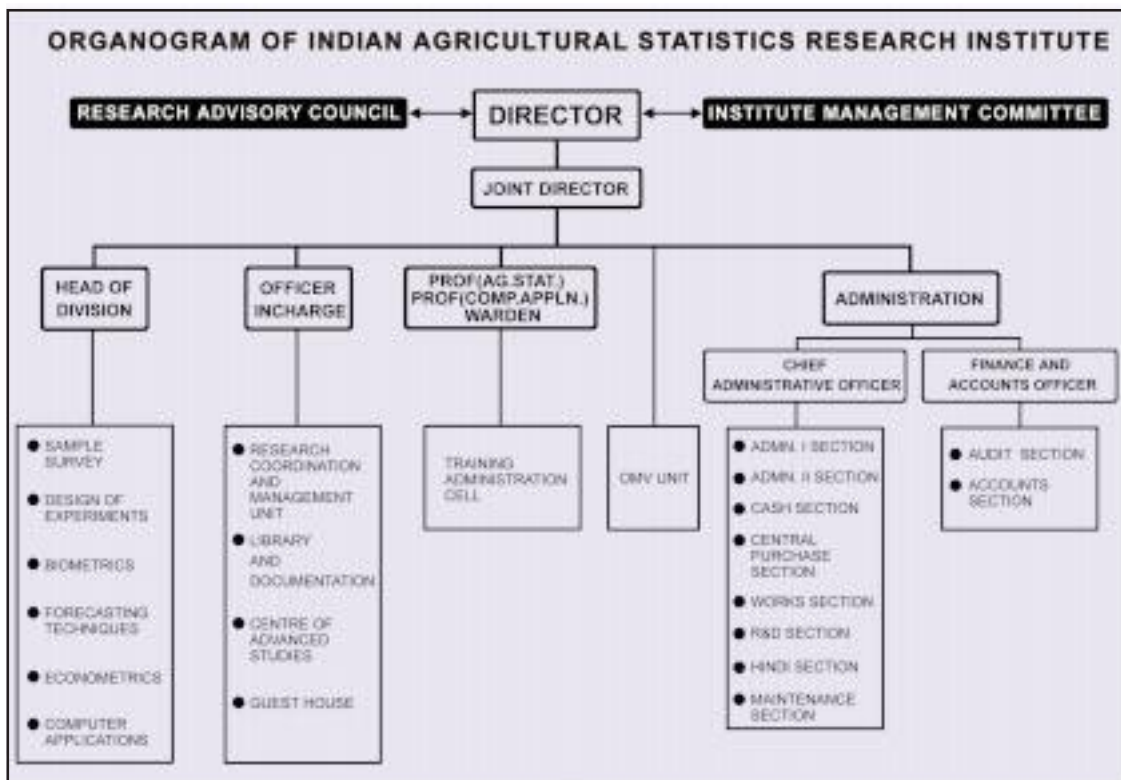 ORGANOGRAM OF INDIAN AGRICULTURAL STATISTICS RESEARCH INSTITUTE
RESEARCH ADVISORY COUNCIL
DIRECTOR
INSTITUTE MANAGEMENT COMMITTEE
JOINT DIRECTOR
HEAD OF
DIVISION
OFFICER
INCHARGE
PROF(AG.STAT.)
PROF(COMP.APPLN.)
WARDEN
ADMINISTRATION
CHIEF
ADMINISTRATIVE OFFICER
FINANCE AND
ACCOUNTS OFFICER
SAMPLE
SURVEY
DESIGN OF
EXPERIMENTS
BIOMETRICS
FORECASTING
TECHNIQUES
ECONOMETRICS
COMPUTER
APPLICATIONS
RESEARCH
COORDINATION
AND
MANAGEMENT
UNIT
LIBRARY
AND
DOCUMENTATION
CENTRE OF
ADVANCED
STUDIES
GUEST HOUSE
TRAINING
ADMINISTRATION
CELL
OMV UNIT
ADMN. I SECTION
ADMN. II SECTION
CASH SECTION
CENTRAL
PURCHASE
SECTION
WORKS SECTION
R&D SECTION
HINDI SECTION
MAINTENANCE
SECTION
AUDIT SECTION
ACCOUNTS
SECTION